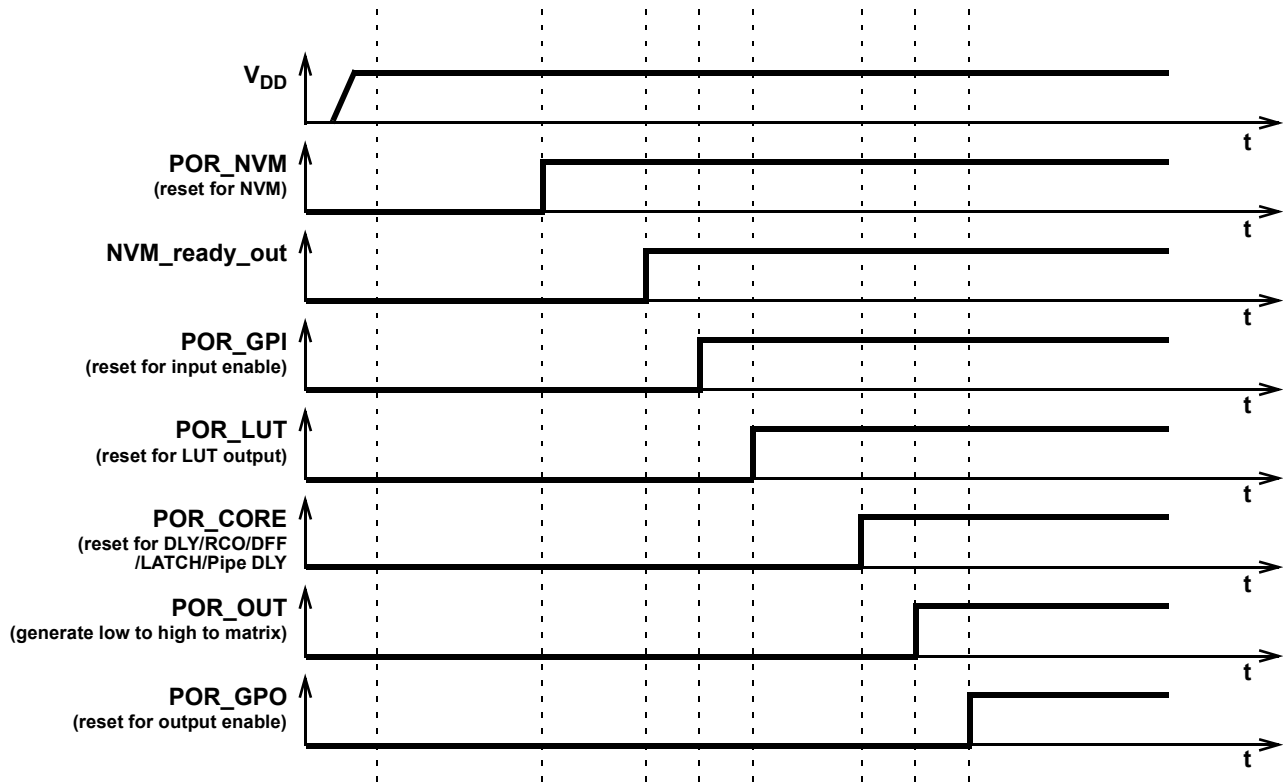 VDD
t
POR_NVM
(reset for NVM)
t
NVM_ready_out
t
POR_GPI
(reset for input enable)
t
POR_LUT
(reset for LUT output)
t
POR_CORE
(reset for DLY/RCO/DFF
/LATCH/Pipe DLY
t
POR_OUT
(generate low to high to matrix)
t
POR_GPO
(reset for output enable)
t